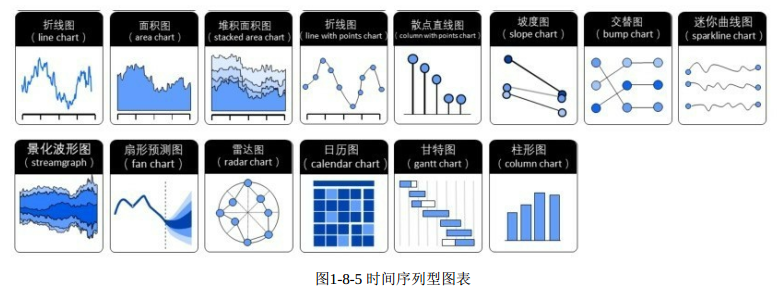 折线图
( line chart )
面积图
( area chart )
堆积面积图
( stacked area chart )
折线图
( line with points chart )
散点直线图
( column with points chart )
坡度图
( slope chart )
交替图
( bump chart )
迷你曲线图
( sparkline chart )
景化波形图
( streamgraph )
扇形预测图
( fan chart )
雷达图
( radar chart )
日历图
( calendar chart )
甘特图
( gantt chart )
柱形图
( column chart )
图1-8-5 时间序列型图表